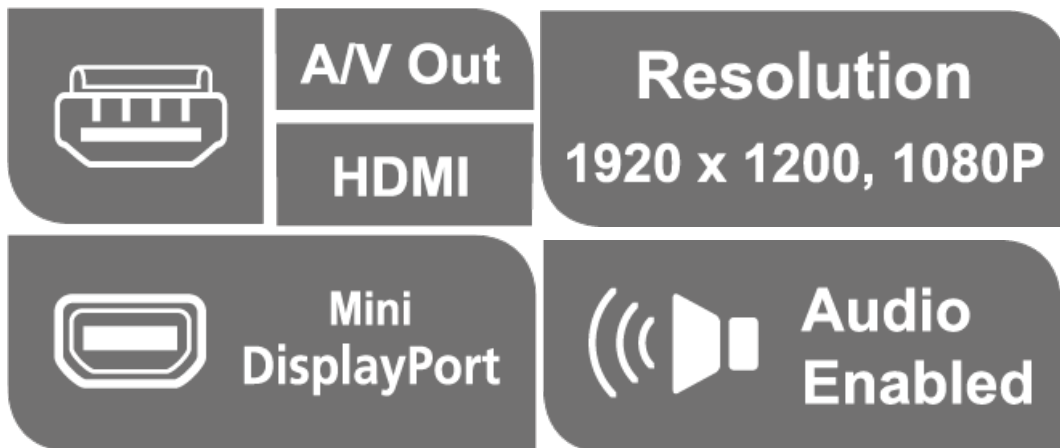 A/V Out
HDMI
Resolution
1920 x 1200, 1080P
Mini
DisplayPort
Audio
Enabled